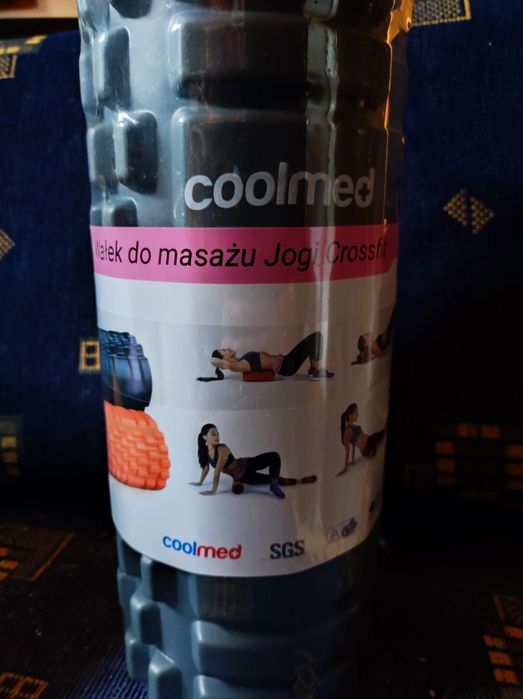 coolmed
Wałek do masażu Jogi Crossfit
coolmed SGS